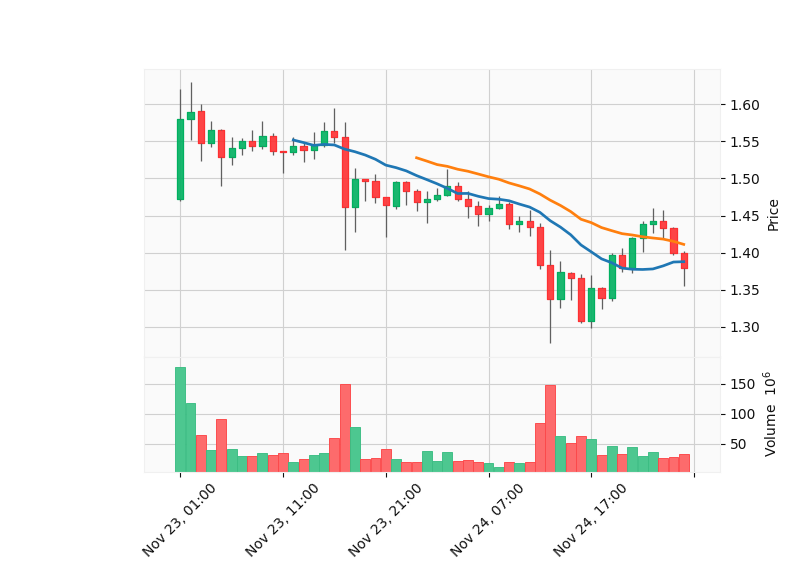 1.60
1.55
1.50
1.45
1.40
1.35
1.30
Price
150
100
50
Volume 10⁶
Nov 23, 01:00
Nov 23, 11:00
Nov 23, 21:00
Nov 24, 07:00
Nov 24, 17:00